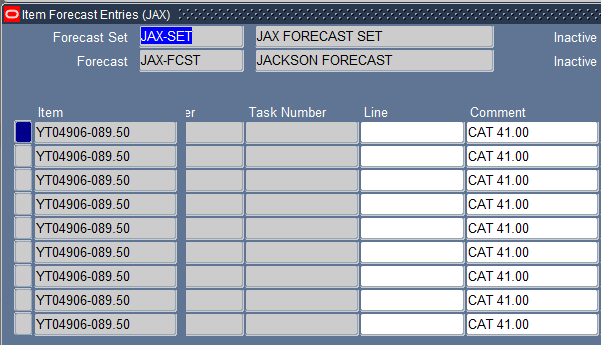 Item Forecast Entries (JAX)
Forecast Set JAX-SET JAX FORECAST SET Inactive
Forecast JAX-FCST JACKSON FORECAST Inactive
Item er Task Number Line Comment
YT04906-089.50 CAT 41.00
YT04906-089.50 CAT 41.00
YT04906-089.50 CAT 41.00
YT04906-089.50 CAT 41.00
YT04906-089.50 CAT 41.00
YT04906-089.50 CAT 41.00
YT04906-089.50 CAT 41.00
YT04906-089.50 CAT 41.00
YT04906-089.50 CAT 41.00